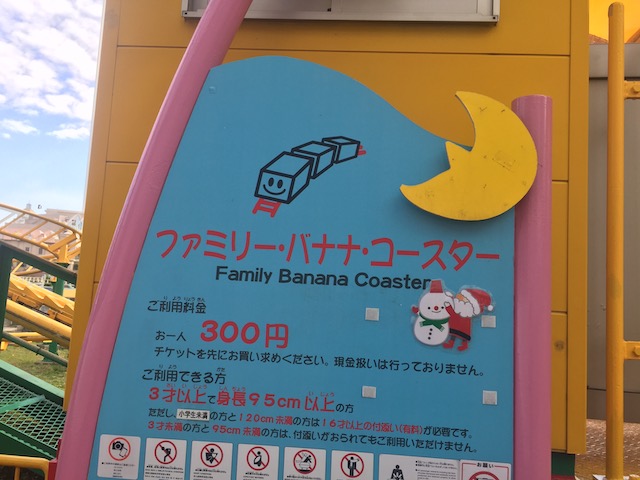 ファミリー・バナナ・コースター
Family Banana Coaster
ご利用料金
お一人 300円
チケットを先にお買い求めください。現金扱いは行っておりません。
ご利用できる方
3才以上で身長95cm以上の方
ただし、小学生未満の方と120cm未満の方は16才以上の付添い(有料)が必要です。
3才未満の方と95cm未満の方は、付添いがおられてもご利用いただけません。
お願い